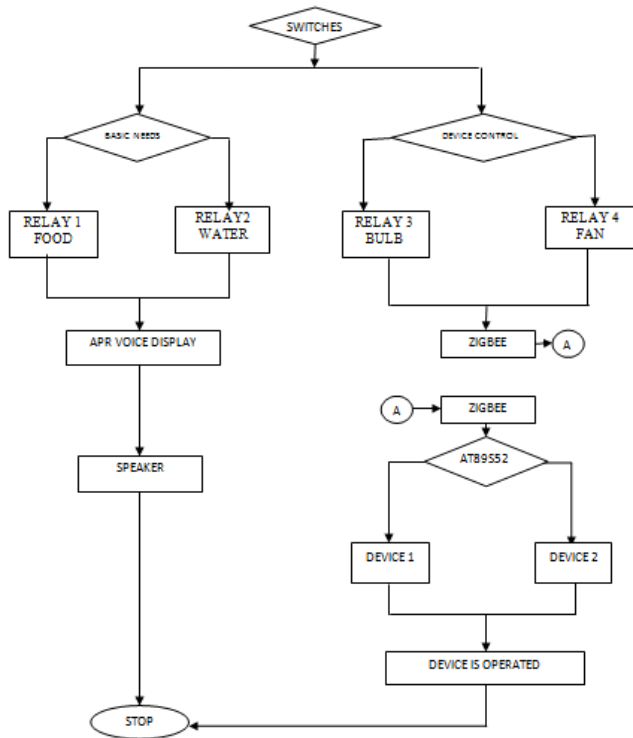 SWITCHES
BASIC NEEDS
DEVICE CONTROL
RELAY 1
FOOD
RELAY2
WATER
RELAY 3
BULB
RELAY 4
FAN
APR VOICE DISPLAY
ZIGBEE
A
A
ZIGBEE
SPEAKER
AT89S52
DEVICE 1
DEVICE 2
DEVICE IS OPERATED
STOP